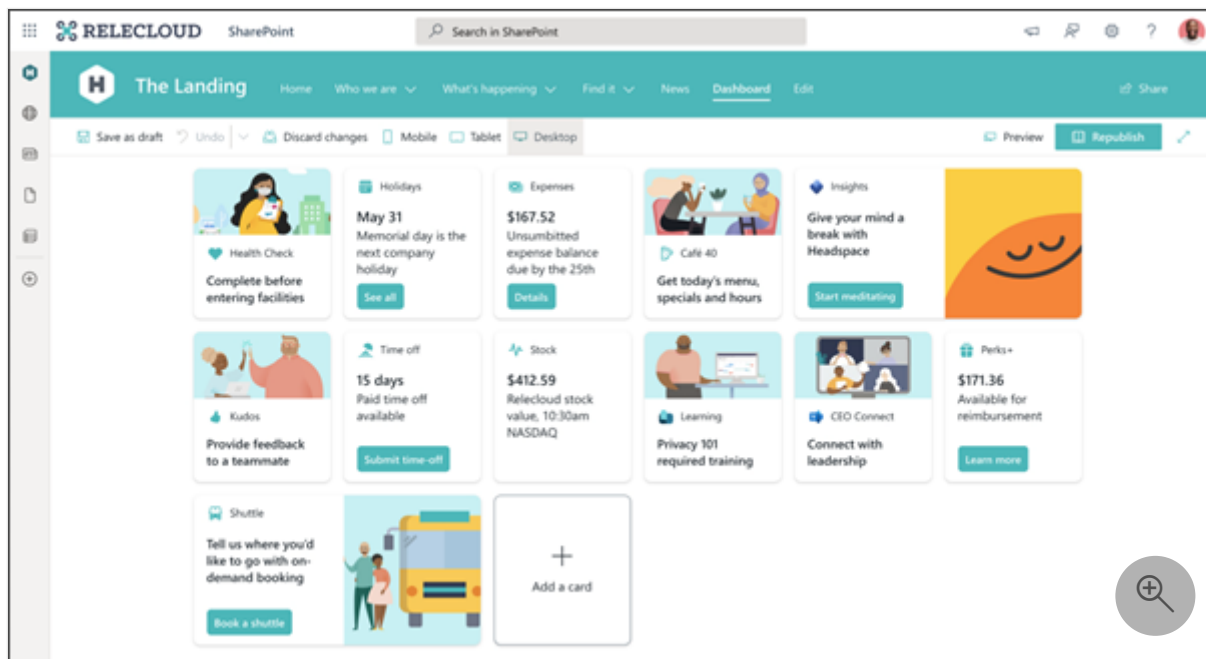 RELECLOUD SharePoint Search in SharePoint ?
H The Landing Home Who we are What's happening Find it News Dashboard Edit Share
Save as draft Undo Discard changes Mobile Tablet Desktop Preview Republish
Health Check
Complete before
entering facilities
Holidays
May 31
Memorial day is the
next company
holiday
See all
Expenses
$167.52
Unsumbitted
expense balance
due by the 25th
Details
Café 40
Get today's menu,
specials and hours
Insights
Give your mind a
break with
Headspace
Start meditating
Kudos
Provide feedback
to a teammate
Time off
15 days
Paid time off
available
Submit time-off
Stock
$412.59
Relecloud stock
value, 10:30am
NASDAQ
Learning
Privacy 101
required training
CEO Connect
Connect with
leadership
Perks+
$171.36
Available for
reimbursement
Learn more
Shuttle
Tell us where you'd
like to go with on-
demand booking
Book a shuttle
Add a card